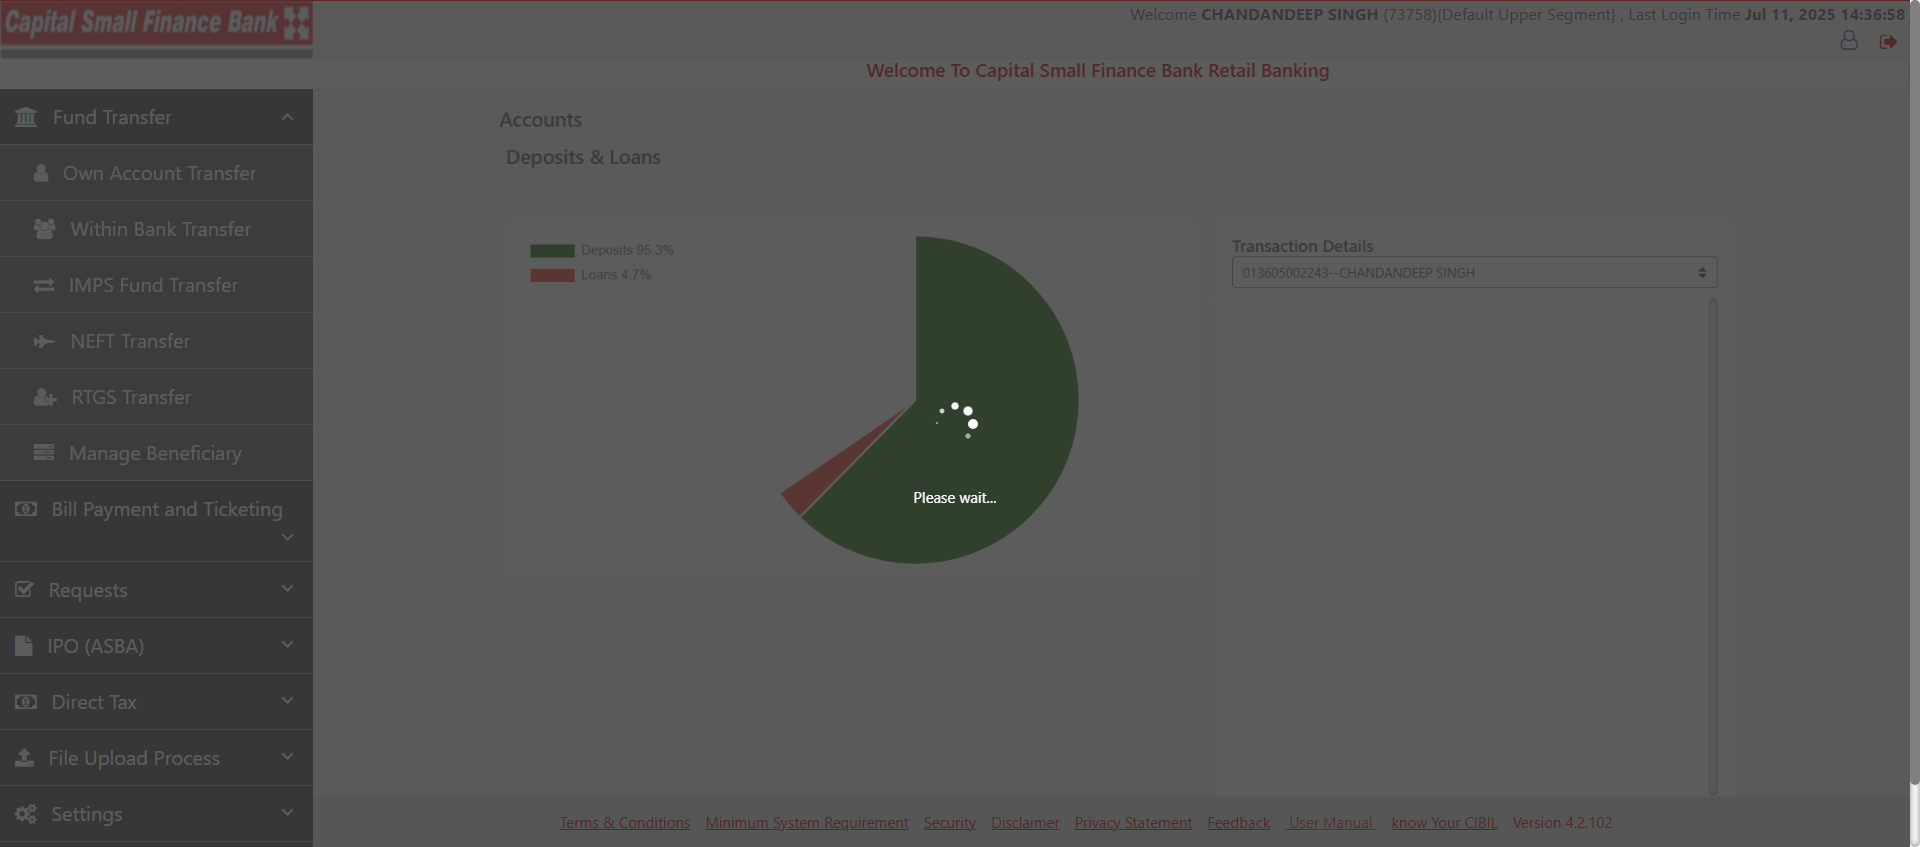 Capital Small Finance Bank
Welcome CHANDANDEEP SINGH (73758){Default Upper Segment} , Last Login Time Jul 11, 2025 14:36:58
Welcome To Capital Small Finance Bank Retail Banking
Fund Transfer
Own Account Transfer
Within Bank Transfer
IMPS Fund Transfer
NEFT Transfer
RTGS Transfer
Manage Beneficiary
Bill Payment and Ticketing
Requests
IPO (ASBA)
Direct Tax
File Upload Process
Settings
Accounts
Deposits & Loans
Deposits 95.3%
Loans 4.7%
Please wait...
Transaction Details
013605002243--CHANDANDEEP SINGH
Terms & Conditions Minimum System Requirement Security Disclaimer Privacy Statement Feedback User Manual know Your CIBIL Version 4.2.102